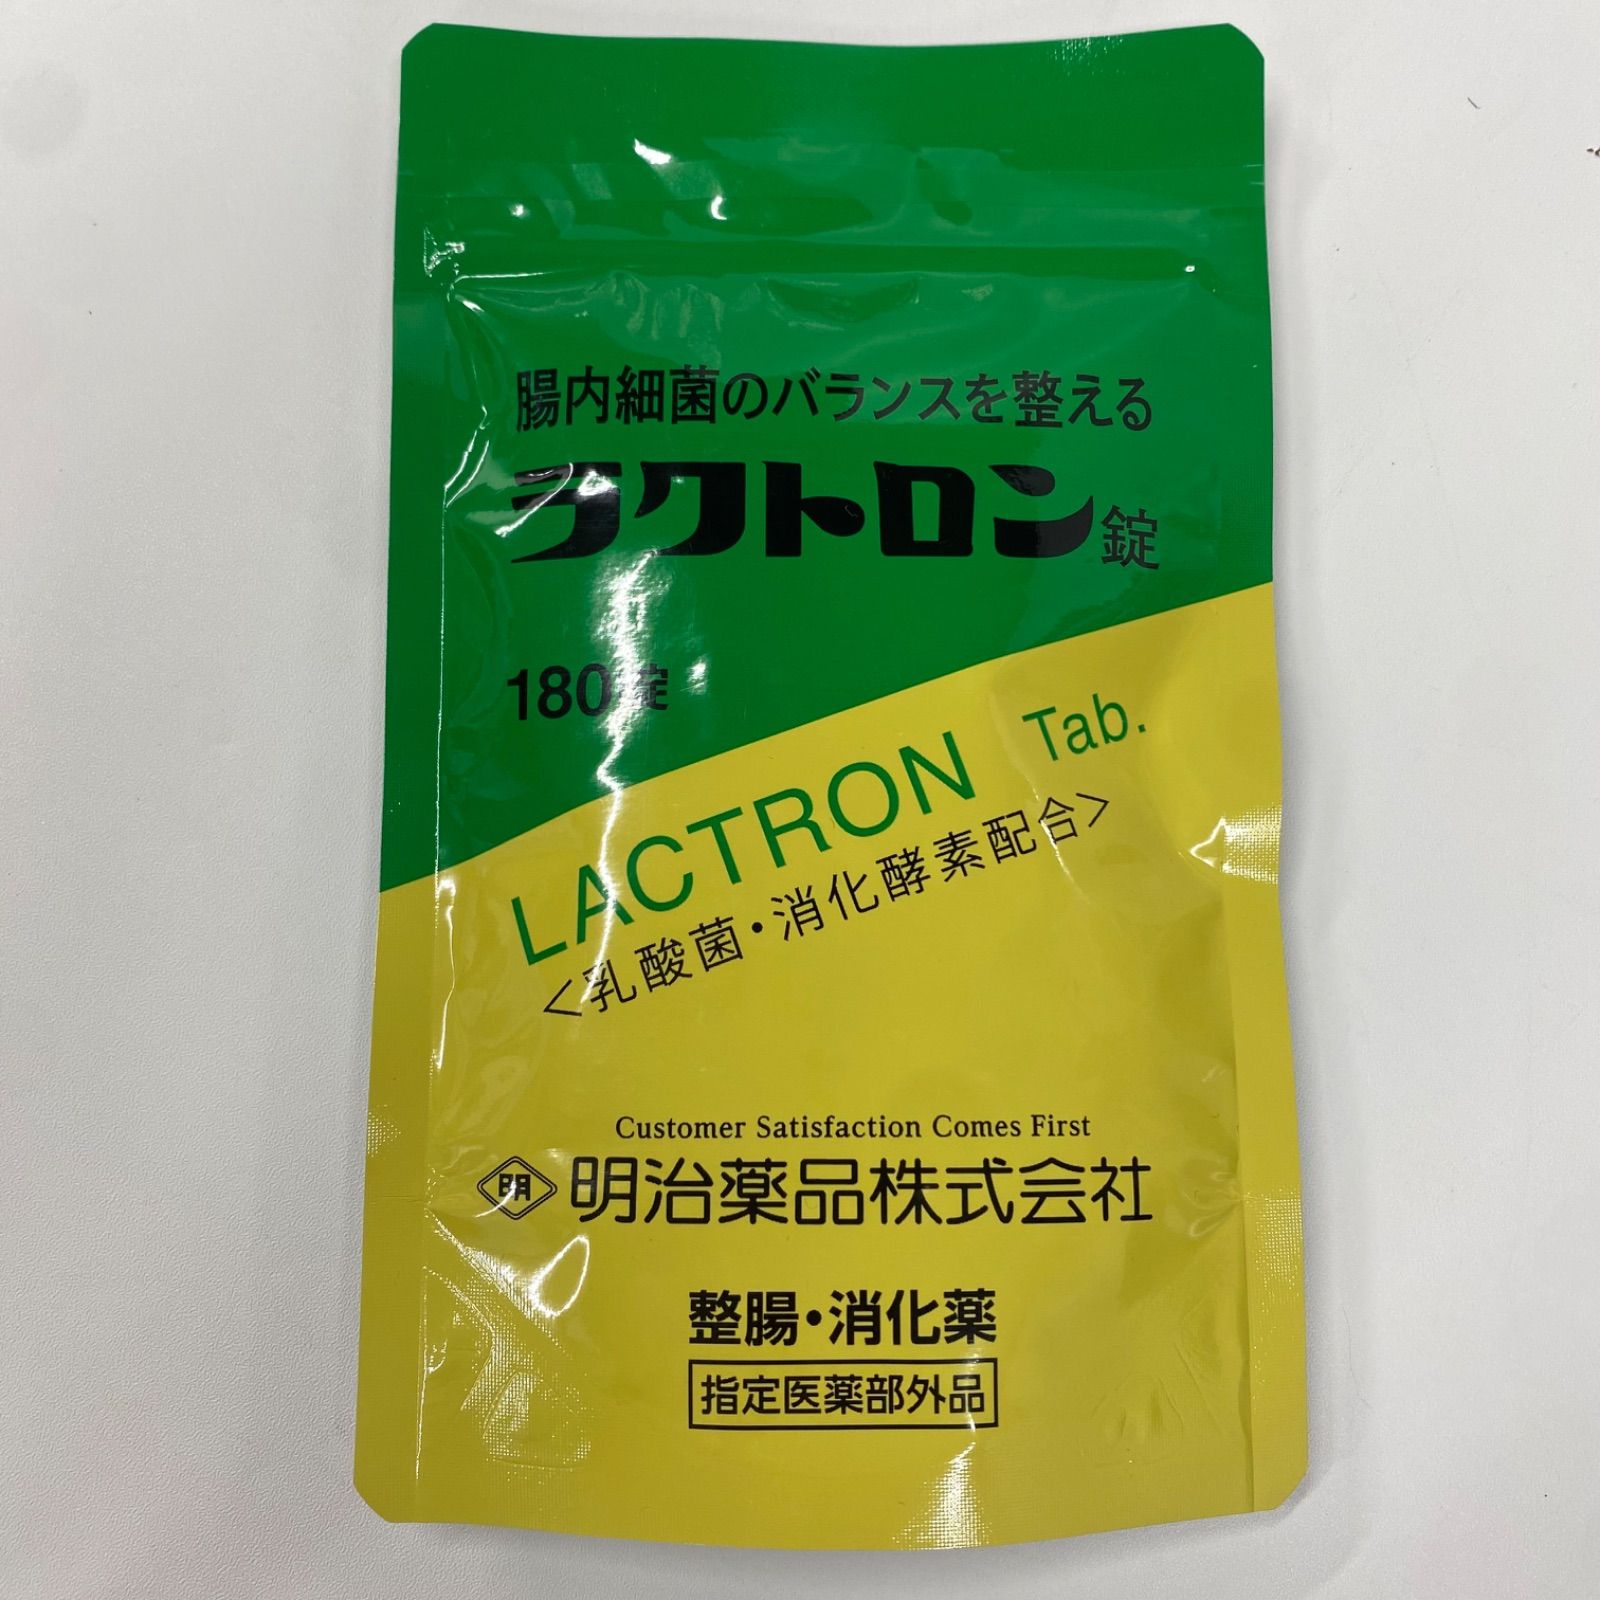 腸内細菌のバランスを整える
ラクトロン錠
180錠
LACTRON Tab.
<乳酸菌・消化酵素配合>
Customer Satisfaction Comes First
明 明治薬品株式会社
整腸・消化薬
指定医薬部外品